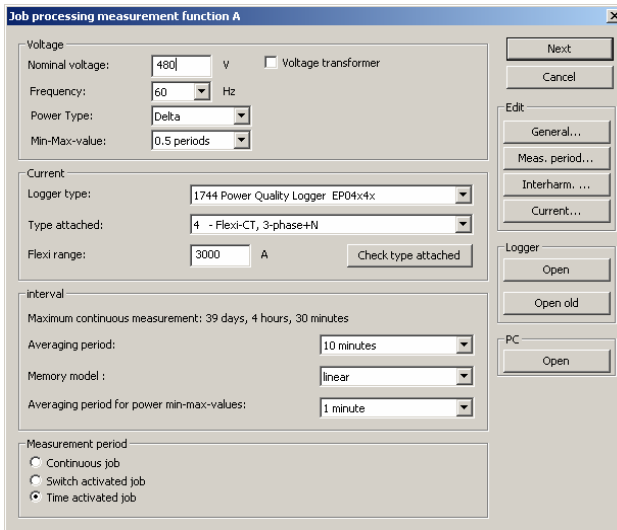 Job processing measurement function A
Voltage
Nominal voltage: 480 V Voltage transformer
Frequency: 60 Hz
Power Type: Delta
Min-Max-value: 0.5 periods
Current
Logger type: 1744 Power Quality Logger EP04x4x
Type attached: 4 - Flexi-CT, 3-phase+N
Flexi range: 3000 A Check type attached
interval
Maximum continuous measurement: 39 days, 4 hours, 30 minutes
Averaging period: 10 minutes
Memory model : linear
Averaging period for power min-max-values: 1 minute
Measurement period
Continuous job
Switch activated job
Time activated job
Next
Cancel
Edit
General...
Meas. period...
Interharm. ...
Current...
Logger
Open
Open old
PC
Open